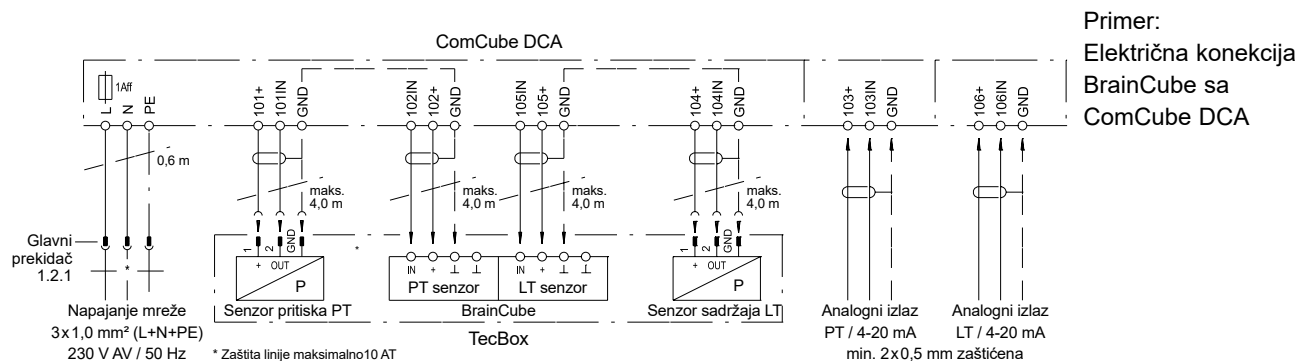 Primer:
Električna konekcija
BrainCube sa
ComCube DCA
ComCube DCA
1Aff
L
N
PE
101+
101IN
GND
102IN
102+
GND
105IN
105+
GND
104+
104IN
GND
103+
103IN
GND
106+
106IN
GND
0,6 m
maks.
4,0 m
maks.
4,0 m
maks.
4,0 m
maks.
4,0 m
Glavni
prekidač
1.2.1
*
1
2
GND
*
1
2
GND
+ OUT
P
IN + ⊥ ⊥
PT senzor
IN + ⊥ ⊥
LT senzor
+ OUT
P
Napajanje mreže
3x1,0 mm² (L+N+PE)
230 V AV / 50 Hz
Senzor pritiska PT
BrainCube
Senzor sadržaja LT
TecBox
* Zaštita linije maksimalno10 AT
Analogni izlaz
PT / 4-20 mA
Analogni izlaz
LT / 4-20 mA
min. 2x0,5 mm zaštićena